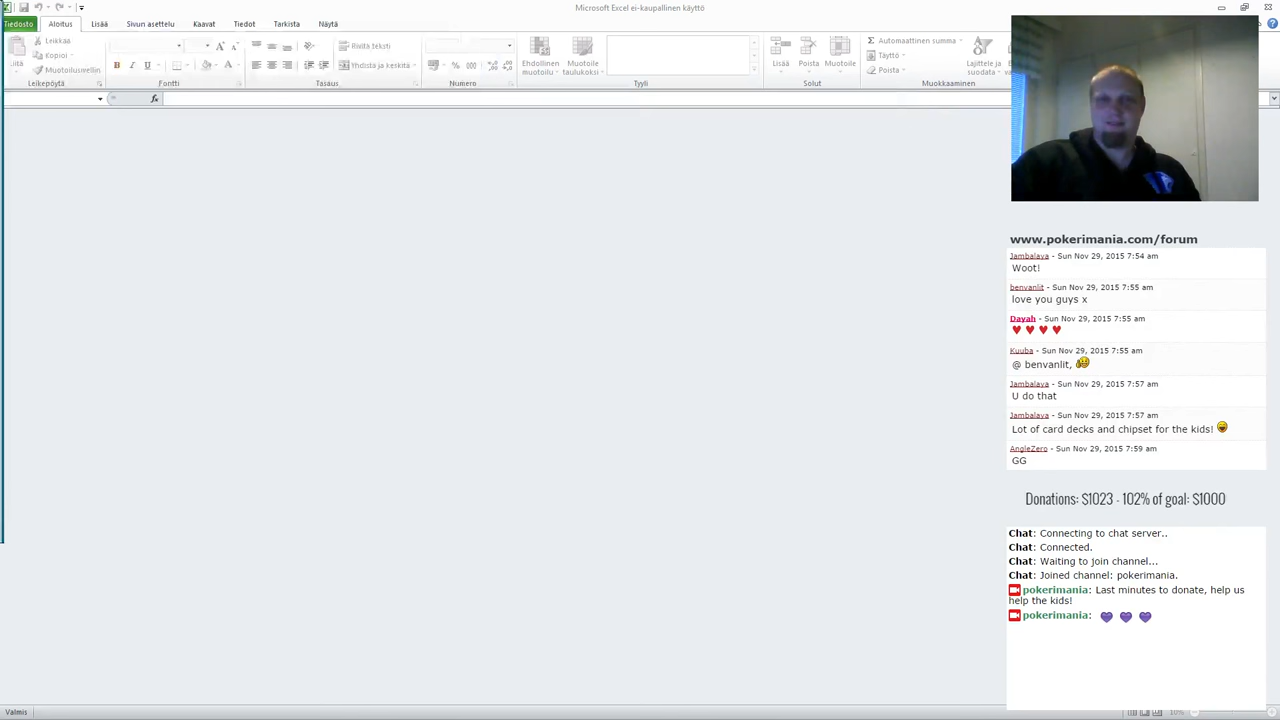 Microsoft Excel ei-kaupallinen käyttö
Tiedosto Aloitus Lisää Sivun asettelu Kaavat Tiedot Tarkista Näytä
Liitä
Leikkaa
Kopioi
Muotoilusivellin
Leikepöytä
B I U
Fontti
Rivitä teksti
Yhdistä ja keskitä
Tasaus
% 000
Numero
Ehdollinen muotoilu
Muotoile taulukoksi
Tyyli
Lisää Poista Muotoile
Solut
Σ Automaattinen summa
Täyttö
Poista
Lajittele ja suodata
Muokkaaminen
fx
www.pokerimania.com/forum
Jambalaya - Sun Nov 29, 2015 7:54 am
Woot!
benvanlit - Sun Nov 29, 2015 7:55 am
love you guys x
Dayah - Sun Nov 29, 2015 7:55 am
♥ ♥ ♥ ♥
Kuuba - Sun Nov 29, 2015 7:55 am
@ benvanlit,
Jambalaya - Sun Nov 29, 2015 7:57 am
U do that
Jambalaya - Sun Nov 29, 2015 7:57 am
Lot of card decks and chipset for the kids!
AngleZero - Sun Nov 29, 2015 7:59 am
GG
Donations: $1023 - 102% of goal: $1000
Chat: Connecting to chat server..
Chat: Connected.
Chat: Waiting to join channel...
Chat: Joined channel: pokerimania.
pokerimania: Last minutes to donate, help us
help the kids!
pokerimania:
Valmis
10%